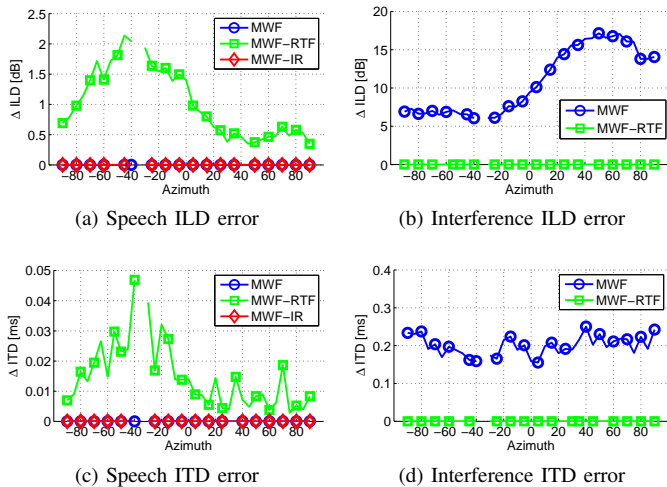 2.5
2
1.5
1
0.5
0
Δ ILD [dB]
MWF
MWF-RTF
MWF-IR
−80 −60 −40 −20 0 20 40 60 80
Azimuth
(a) Speech ILD error
20
15
10
5
0
Δ ILD [dB]
MWF
MWF-RTF
−80 −60 −40 −20 0 20 40 60 80
Azimuth
(b) Interference ILD error
0.05
0.04
0.03
0.02
0.01
0
Δ ITD [ms]
MWF
MWF-RTF
MWF-IR
−80 −60 −40 −20 0 20 40 60 80
Azimuth
(c) Speech ITD error
0.4
0.3
0.2
0.1
0
Δ ITD [ms]
MWF
MWF-RTF
−80 −60 −40 −20 0 20 40 60 80
Azimuth
(d) Interference ITD error